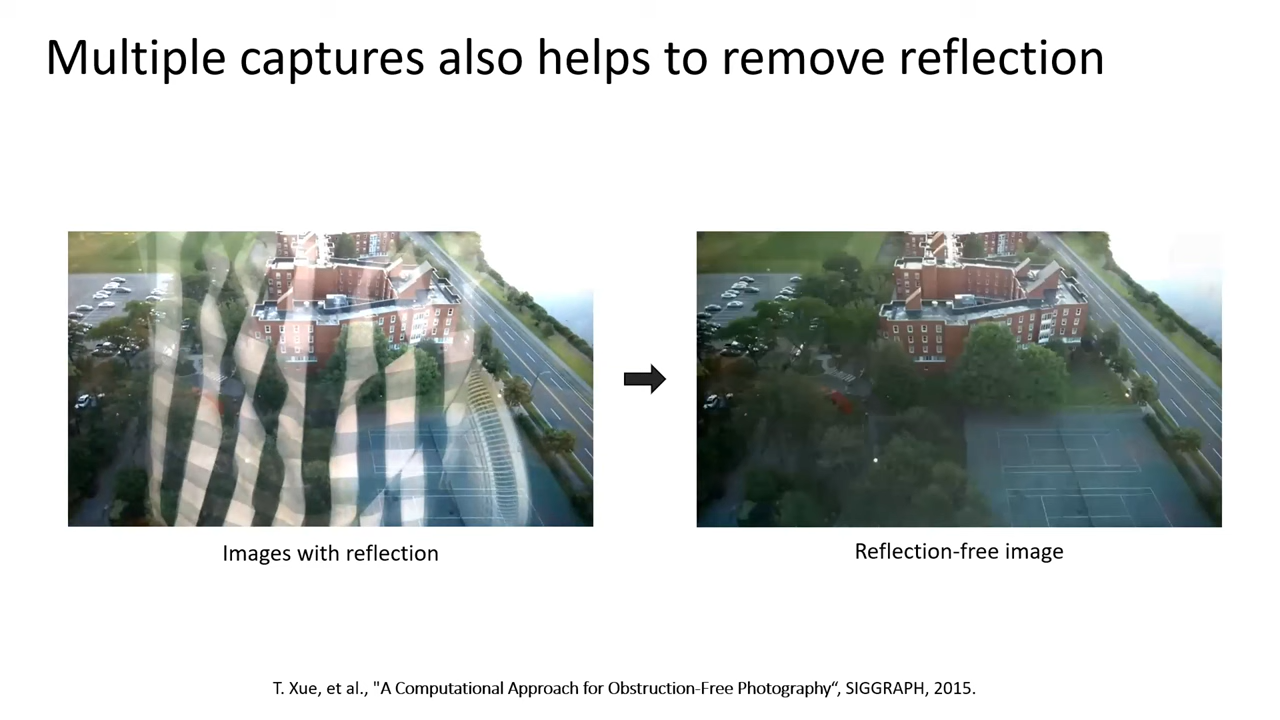 Multiple captures also helps to remove reflection
Images with reflection
Reflection-free image
T. Xue, et al., "A Computational Approach for Obstruction-Free Photography“, SIGGRAPH, 2015.